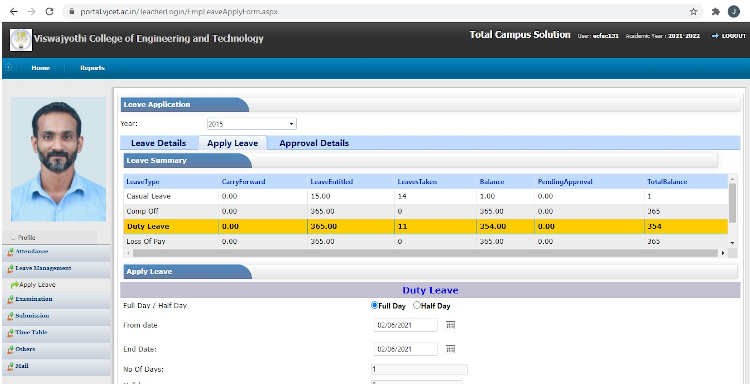 portal.vjcet.ac.in/TeacherLogin/EmpLeaveApplyForm.aspx
J
Viswajyothi College of Engineering and Technology
Total Campus Solution User: ecfac131 Academic Year : 2021-2022 LOGOUT
Home Reports
Leave Application
Year: 2015
Leave Details Apply Leave Approval Details
Leave Summary
LeaveType CarryForward LeaveEntitled LeavesTaken Balance PendingApproval TotalBalance
Casual Leave 0.00 15.00 14 1.00 0.00 1
Comp Off 0.00 365.00 0 365.00 0.00 365
Duty Leave 0.00 365.00 11 354.00 0.00 354
Loss Of Pay 0.00 365.00 0 365.00 0.00 365
Profile
Attendance
Leave Management
Apply Leave
Examination
Submission
Time Table
Others
Mail
Apply Leave
Duty Leave
Full Day / Half Day Full Day Half Day
From date 02/06/2021
End Date: 02/06/2021
No Of Days: 1